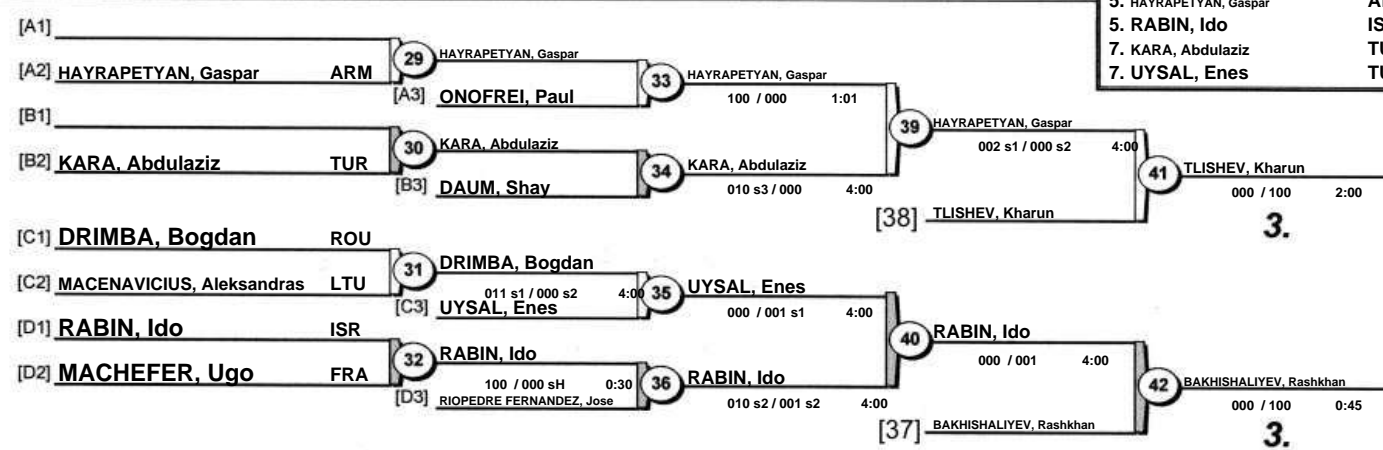 5. HAYRAPETYAN, Gaspar
5. RABIN, Ido
7. KARA, Abdulaziz TU
7. UYSAL, Enes TU
[A1]
[A2] HAYRAPETYAN, Gaspar ARM
29 HAYRAPETYAN, Gaspar
[A3] ONOFREI, Paul
33 HAYRAPETYAN, Gaspar
100 / 000 1:01
[B1]
[B2] KARA, Abdulaziz TUR
30 KARA, Abdulaziz
[B3] DAUM, Shay
34 KARA, Abdulaziz
010 s3 / 000 4:00
39 HAYRAPETYAN, Gaspar
002 s1 / 000 s2 4:00
[38] TLISHEV, Kharun
41 TLISHEV, Kharun
000 / 100 2:00
3.
[C1] DRIMBA, Bogdan ROU
[C2] MACENAVICIUS, Aleksandras LTU
31 DRIMBA, Bogdan
011 s1 / 000 s2 4:00
[C3] UYSAL, Enes
35 UYSAL, Enes
000 / 001 s1 4:00
[D1] RABIN, Ido ISR
[D2] MACHEFER, Ugo FRA
32 RABIN, Ido
100 / 000 sH 0:30
[D3] RIOPEDRE FERNANDEZ, Jose
36 RABIN, Ido
010 s2 / 001 s2 4:00
40 RABIN, Ido
000 / 001 4:00
[37] BAKHISHALIYEV, Rashkhan
42 BAKHISHALIYEV, Rashkhan
000 / 100 0:45
3.